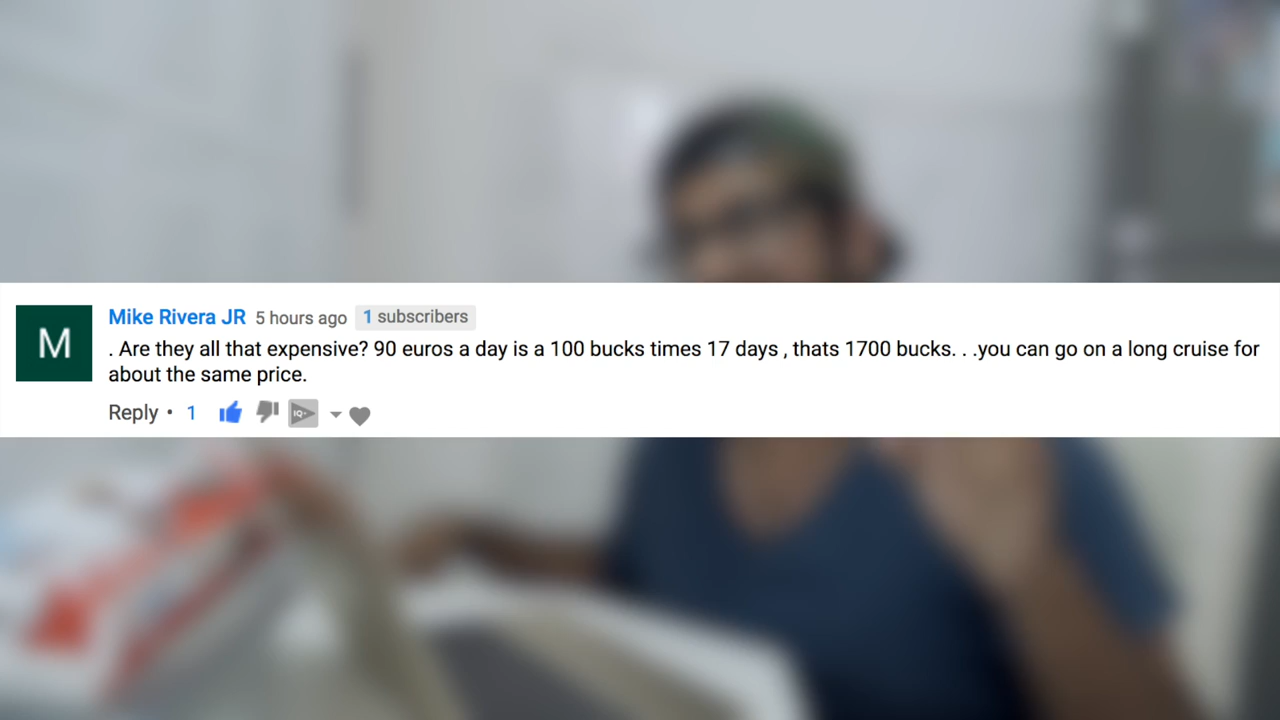 M
Mike Rivera JR 5 hours ago 1 subscribers
. Are they all that expensive? 90 euros a day is a 100 bucks times 17 days , thats 1700 bucks. . .you can go on a long cruise for
about the same price.
Reply • 1 IQ